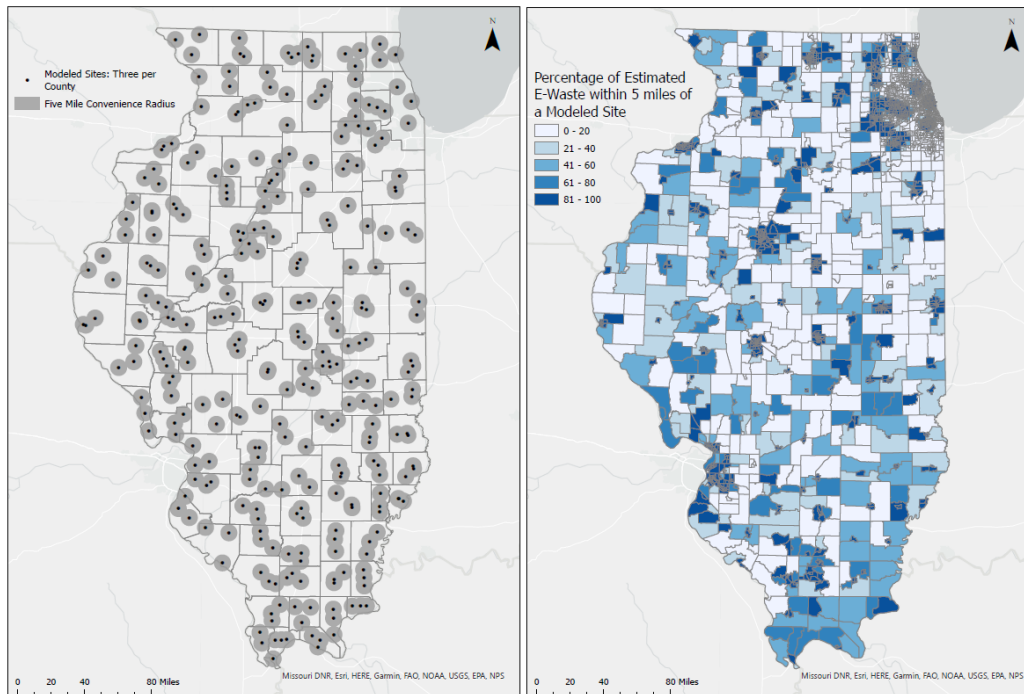 N
Modeled Sites: Three per
County
Five Mile Convenience Radius
0 20 40 80 Miles
Missouri DNR, Esri, HERE, Garmin, FAO, NOAA, USGS, EPA, NPS
N
Percentage of Estimated
E-Waste within 5 miles of
a Modeled Site
0 - 20
21 - 40
41 - 60
61 - 80
81 - 100
0 20 40 80 Miles
Missouri DNR, Esri, HERE, Garmin, FAO, NOAA, USGS, EPA, NPS